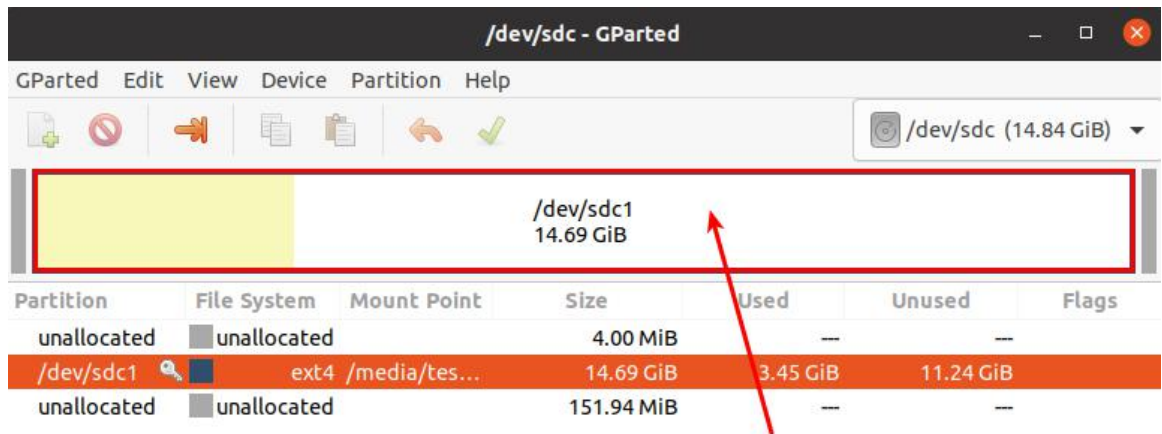 /dev/sdc - GParted
GParted Edit View Device Partition Help
/dev/sdc (14.84 GiB)
/dev/sdc1
14.69 GiB
Partition File System Mount Point Size Used Unused Flags
unallocated unallocated 4.00 MiB --- ---
/dev/sdc1 ext4 /media/tes... 14.69 GiB 3.45 GiB 11.24 GiB
unallocated unallocated 151.94 MiB --- ---